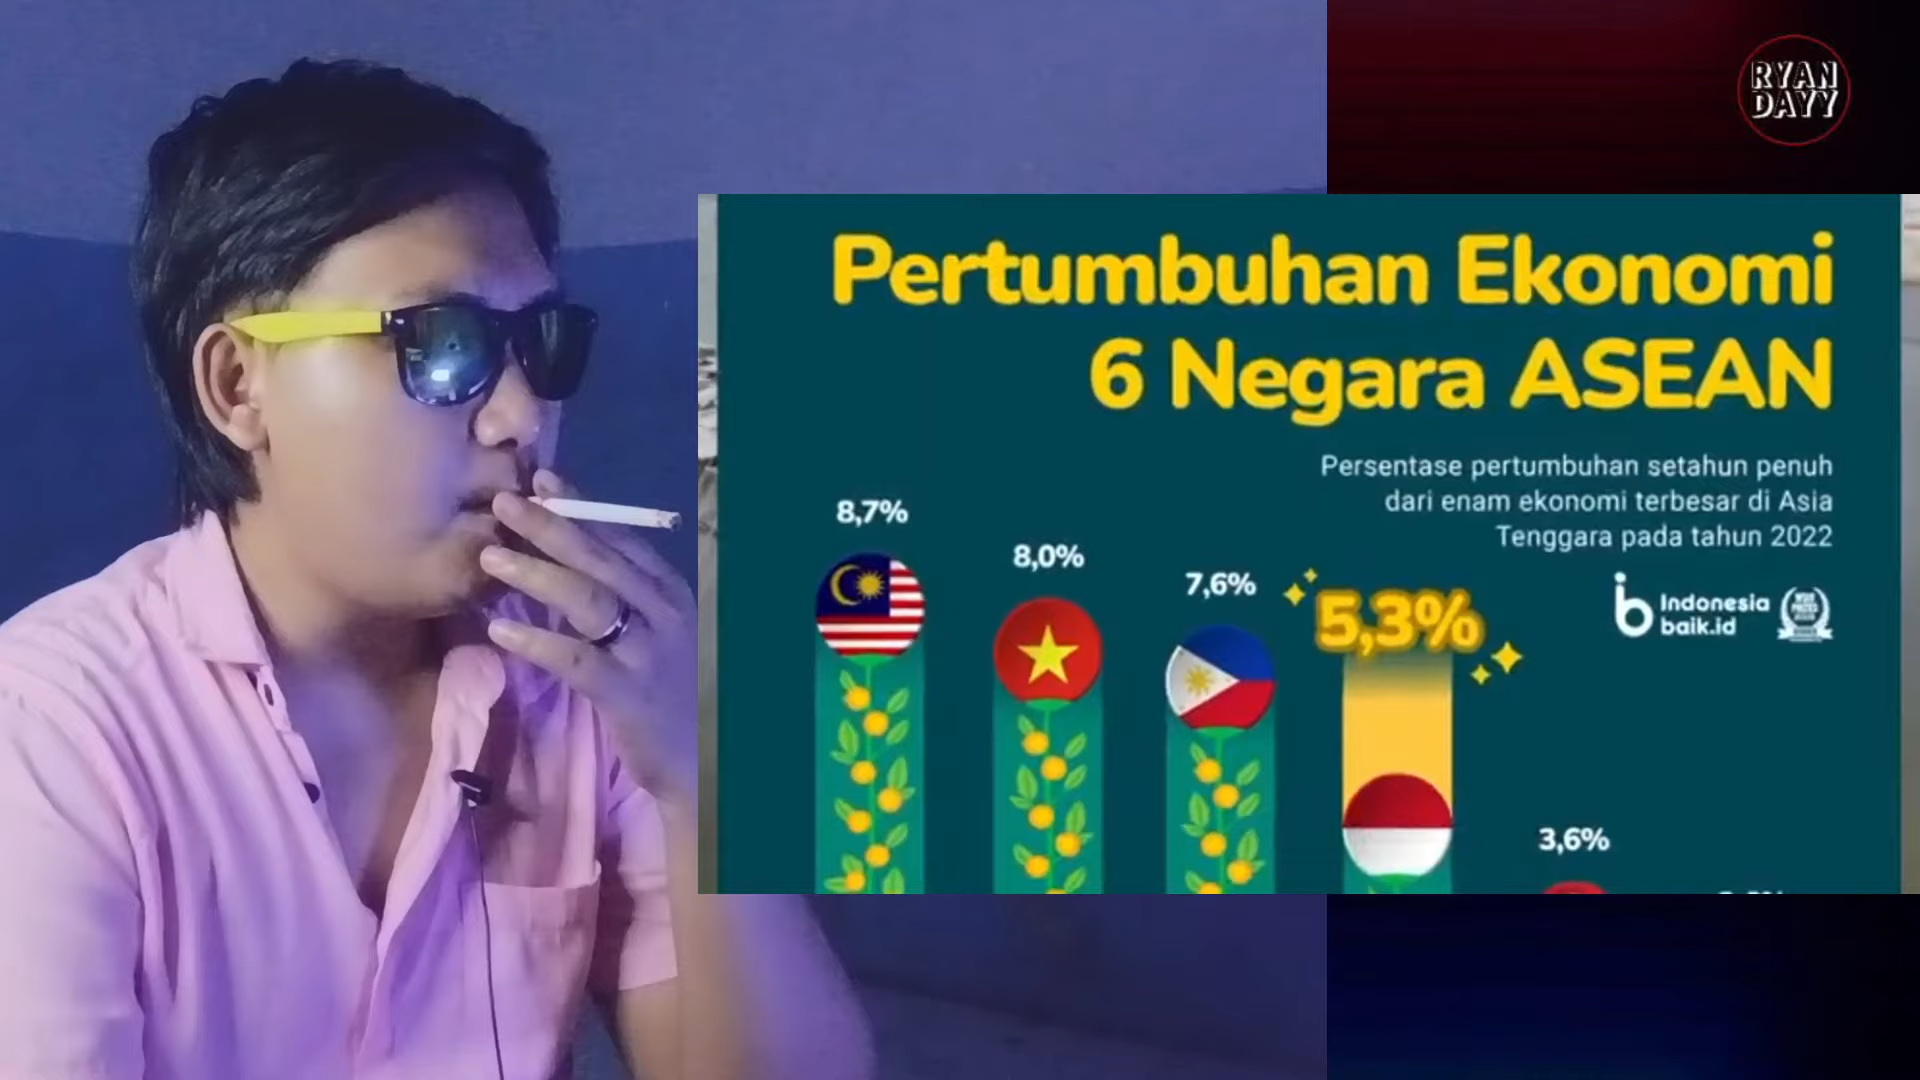 RYAN
DAYY
Pertumbuhan Ekonomi
6 Negara ASEAN
Persentase pertumbuhan setahun penuh
dari enam ekonomi terbesar di Asia
Tenggara pada tahun 2022
8,7%
8,0%
7,6%
5,3%
Indonesia
baik.id
3,6%